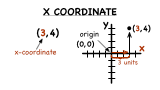 X COORDINATE
(3,4)
x-coordinate
y
origin
(0,0)
(3,4)
x
3 units